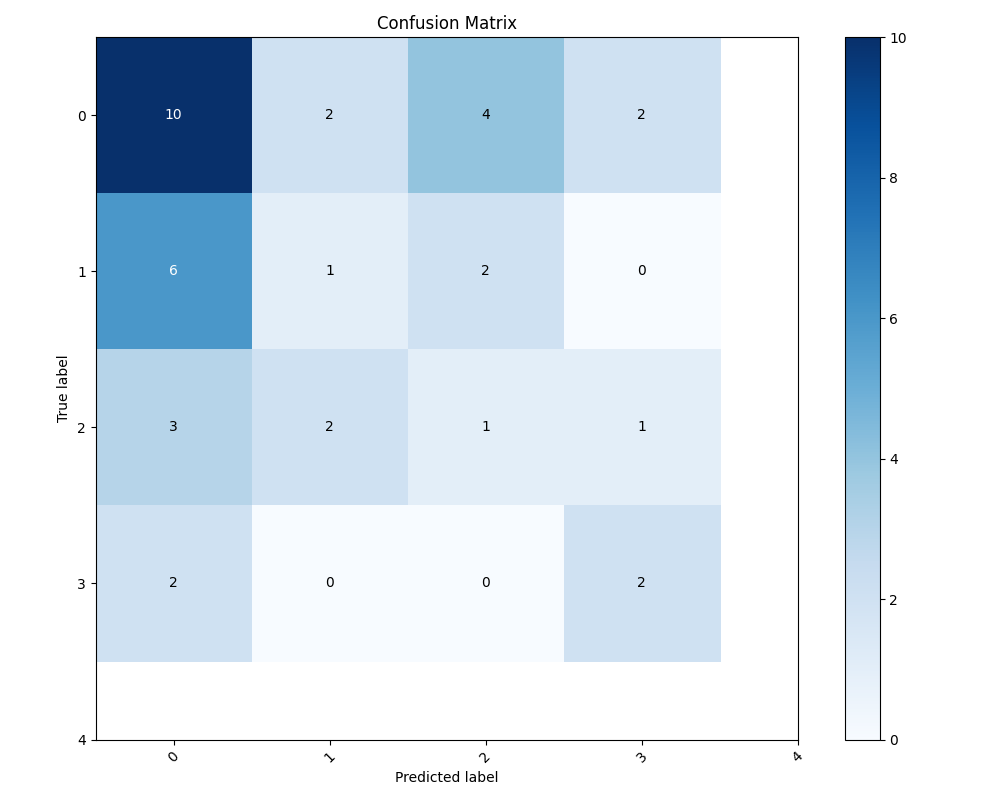 Confusion Matrix
0 10 2 4 2
1 6 1 2 0
2 3 2 1 1
3 2 0 0 2
4
0 1 2 3 4
True label
Predicted label
10
8
6
4
2
0